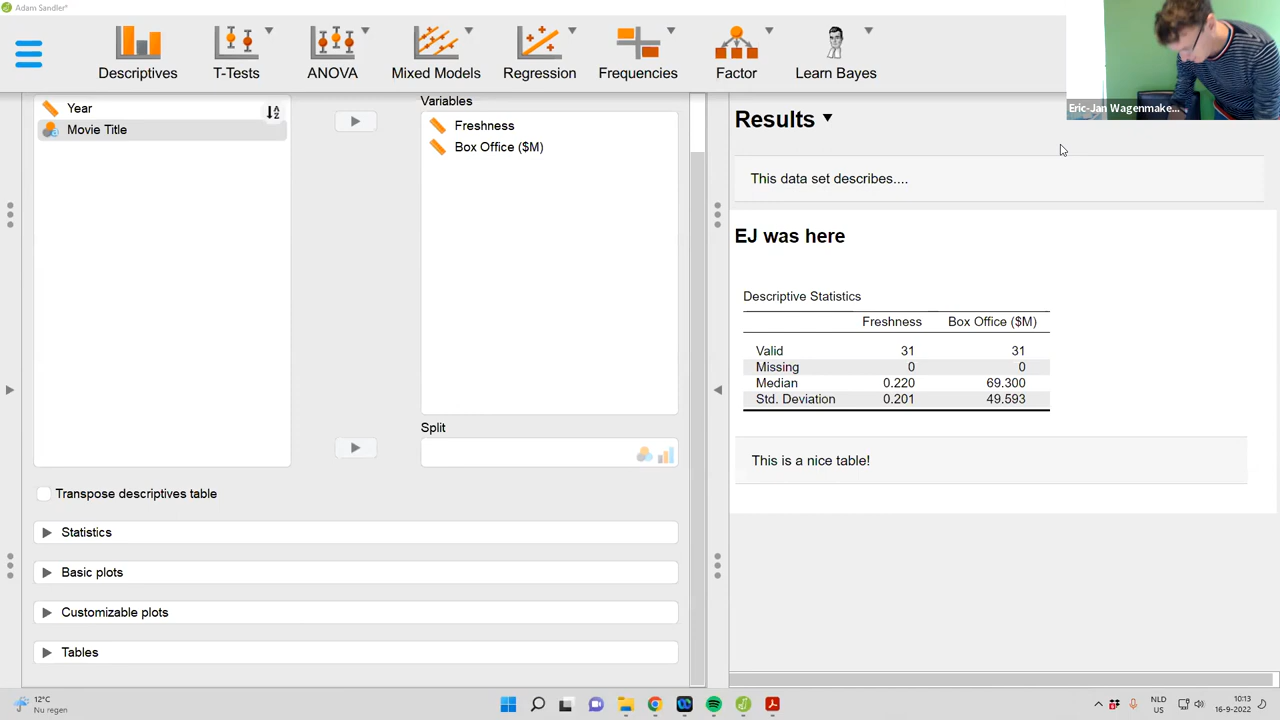 Adam Sandler*
Descriptives
T-Tests
ANOVA
Mixed Models
Regression
Frequencies
Factor
Learn Bayes
Eric-Jan Wagenmake...
Year
Movie Title
Variables
Freshness
Box Office ($M)
Split
Transpose descriptives table
Statistics
Basic plots
Customizable plots
Tables
Results
This data set describes....
EJ was here
Descriptive Statistics
Freshness Box Office ($M)
Valid 31 31
Missing 0 0
Median 0.220 69.300
Std. Deviation 0.201 49.593
This is a nice table!
12°C
Nu regen
NLD
US
10:13
16-9-2022